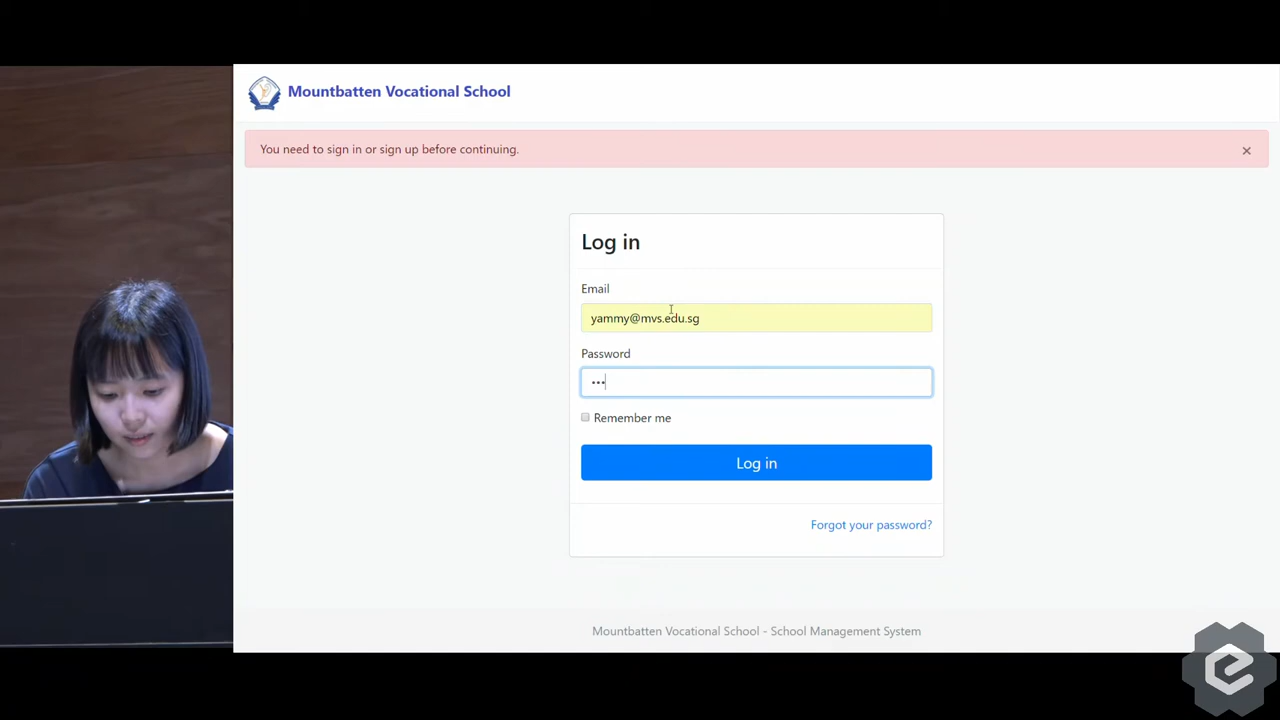 Mountbatten Vocational School
You need to sign in or sign up before continuing.
×
Log in
Email
yammy@mvs.edu.sg
Password
•••
Remember me
Log in
Forgot your password?
Mountbatten Vocational School - School Management System